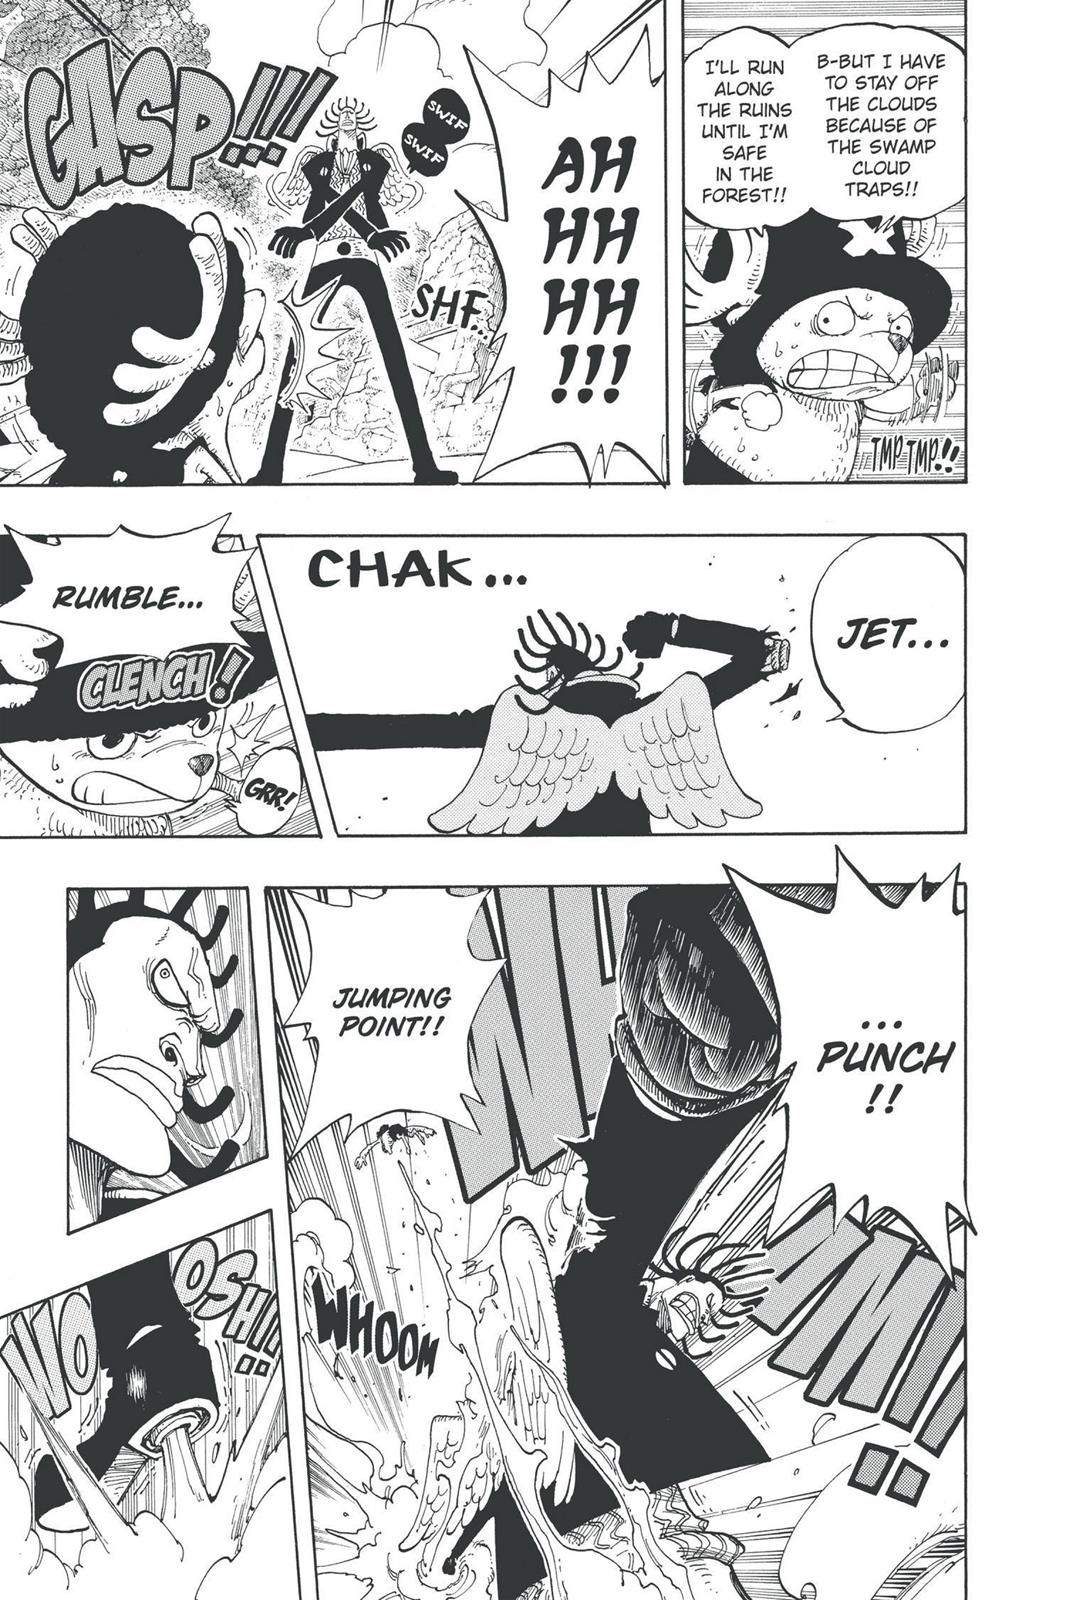 B-BUT I HAVE
TO STAY OFF
THE CLOUDS
BECAUSE OF
THE SWAMP
CLOUD
TRAPS!!
I'LL RUN
ALONG
THE RUINS
UNTIL I'M
SAFE
IN THE
FOREST!!
TMP TMP!!
AH
HH
HH
!!!
SWIF
SWIF
SHF...
GASP!!!
JET...
CHAK...
RUMBLE...
CLENCH!
GRR!
...
PUNCH
!!
JUMPING
POINT!!
WHOOM
WOOSH!!